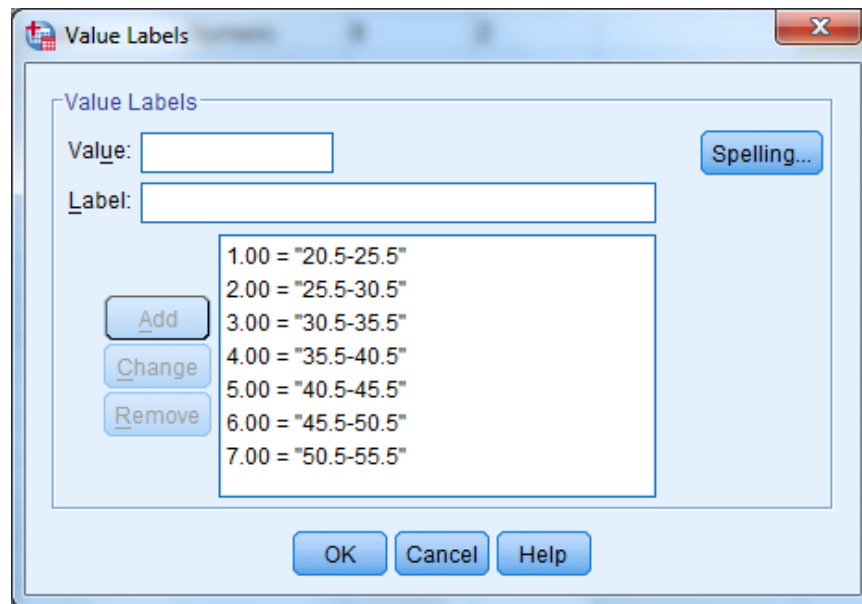 Value Labels
Value Labels
Value:
Spelling...
Label:
1.00 = "20.5-25.5"
2.00 = "25.5-30.5"
3.00 = "30.5-35.5"
4.00 = "35.5-40.5"
5.00 = "40.5-45.5"
6.00 = "45.5-50.5"
7.00 = "50.5-55.5"
Add
Change
Remove
OK Cancel Help